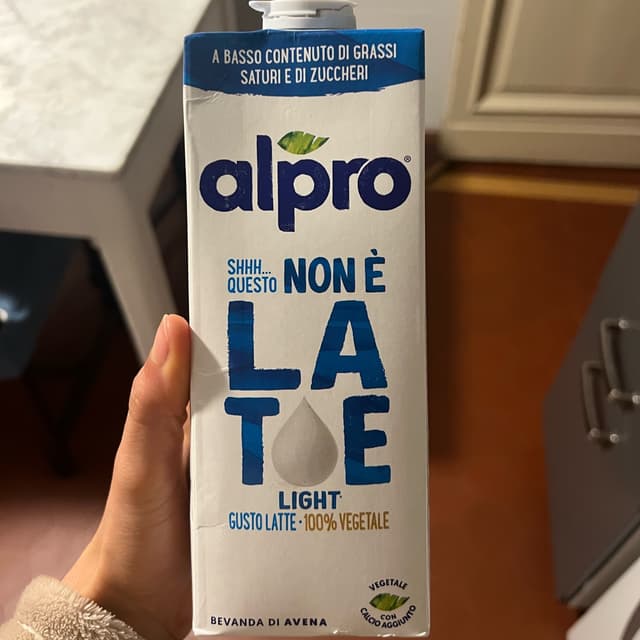 A BASSO CONTENUTO DI GRASSI
SATURI E DI ZUCCHERI
alpro®
SHHH...
QUESTO NON È
LA
T E
LIGHT*
GUSTO LATTE · 100% VEGETALE
BEVANDA DI AVENA
VEGETALE
CON
CALCIO AGGIUNTO